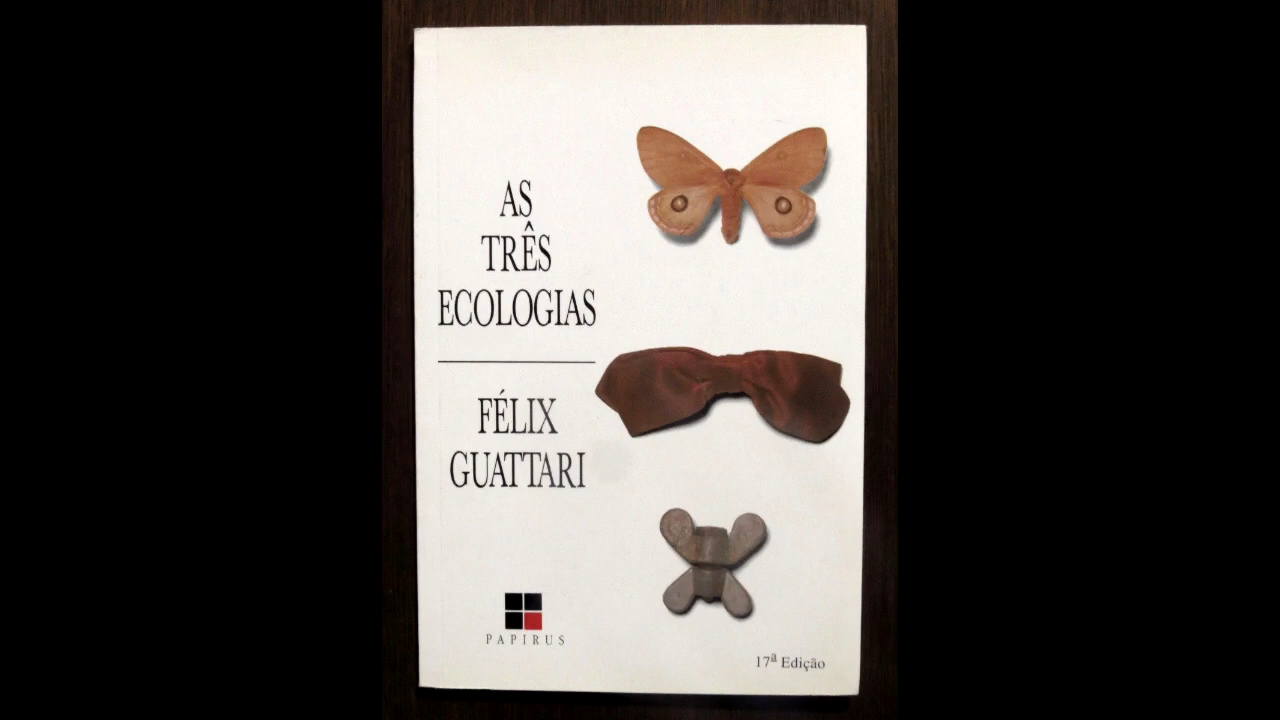 AS
TRÊS
ECOLOGIAS
FÉLIX
GUATTARI
PAPIRUS
17ª Edição